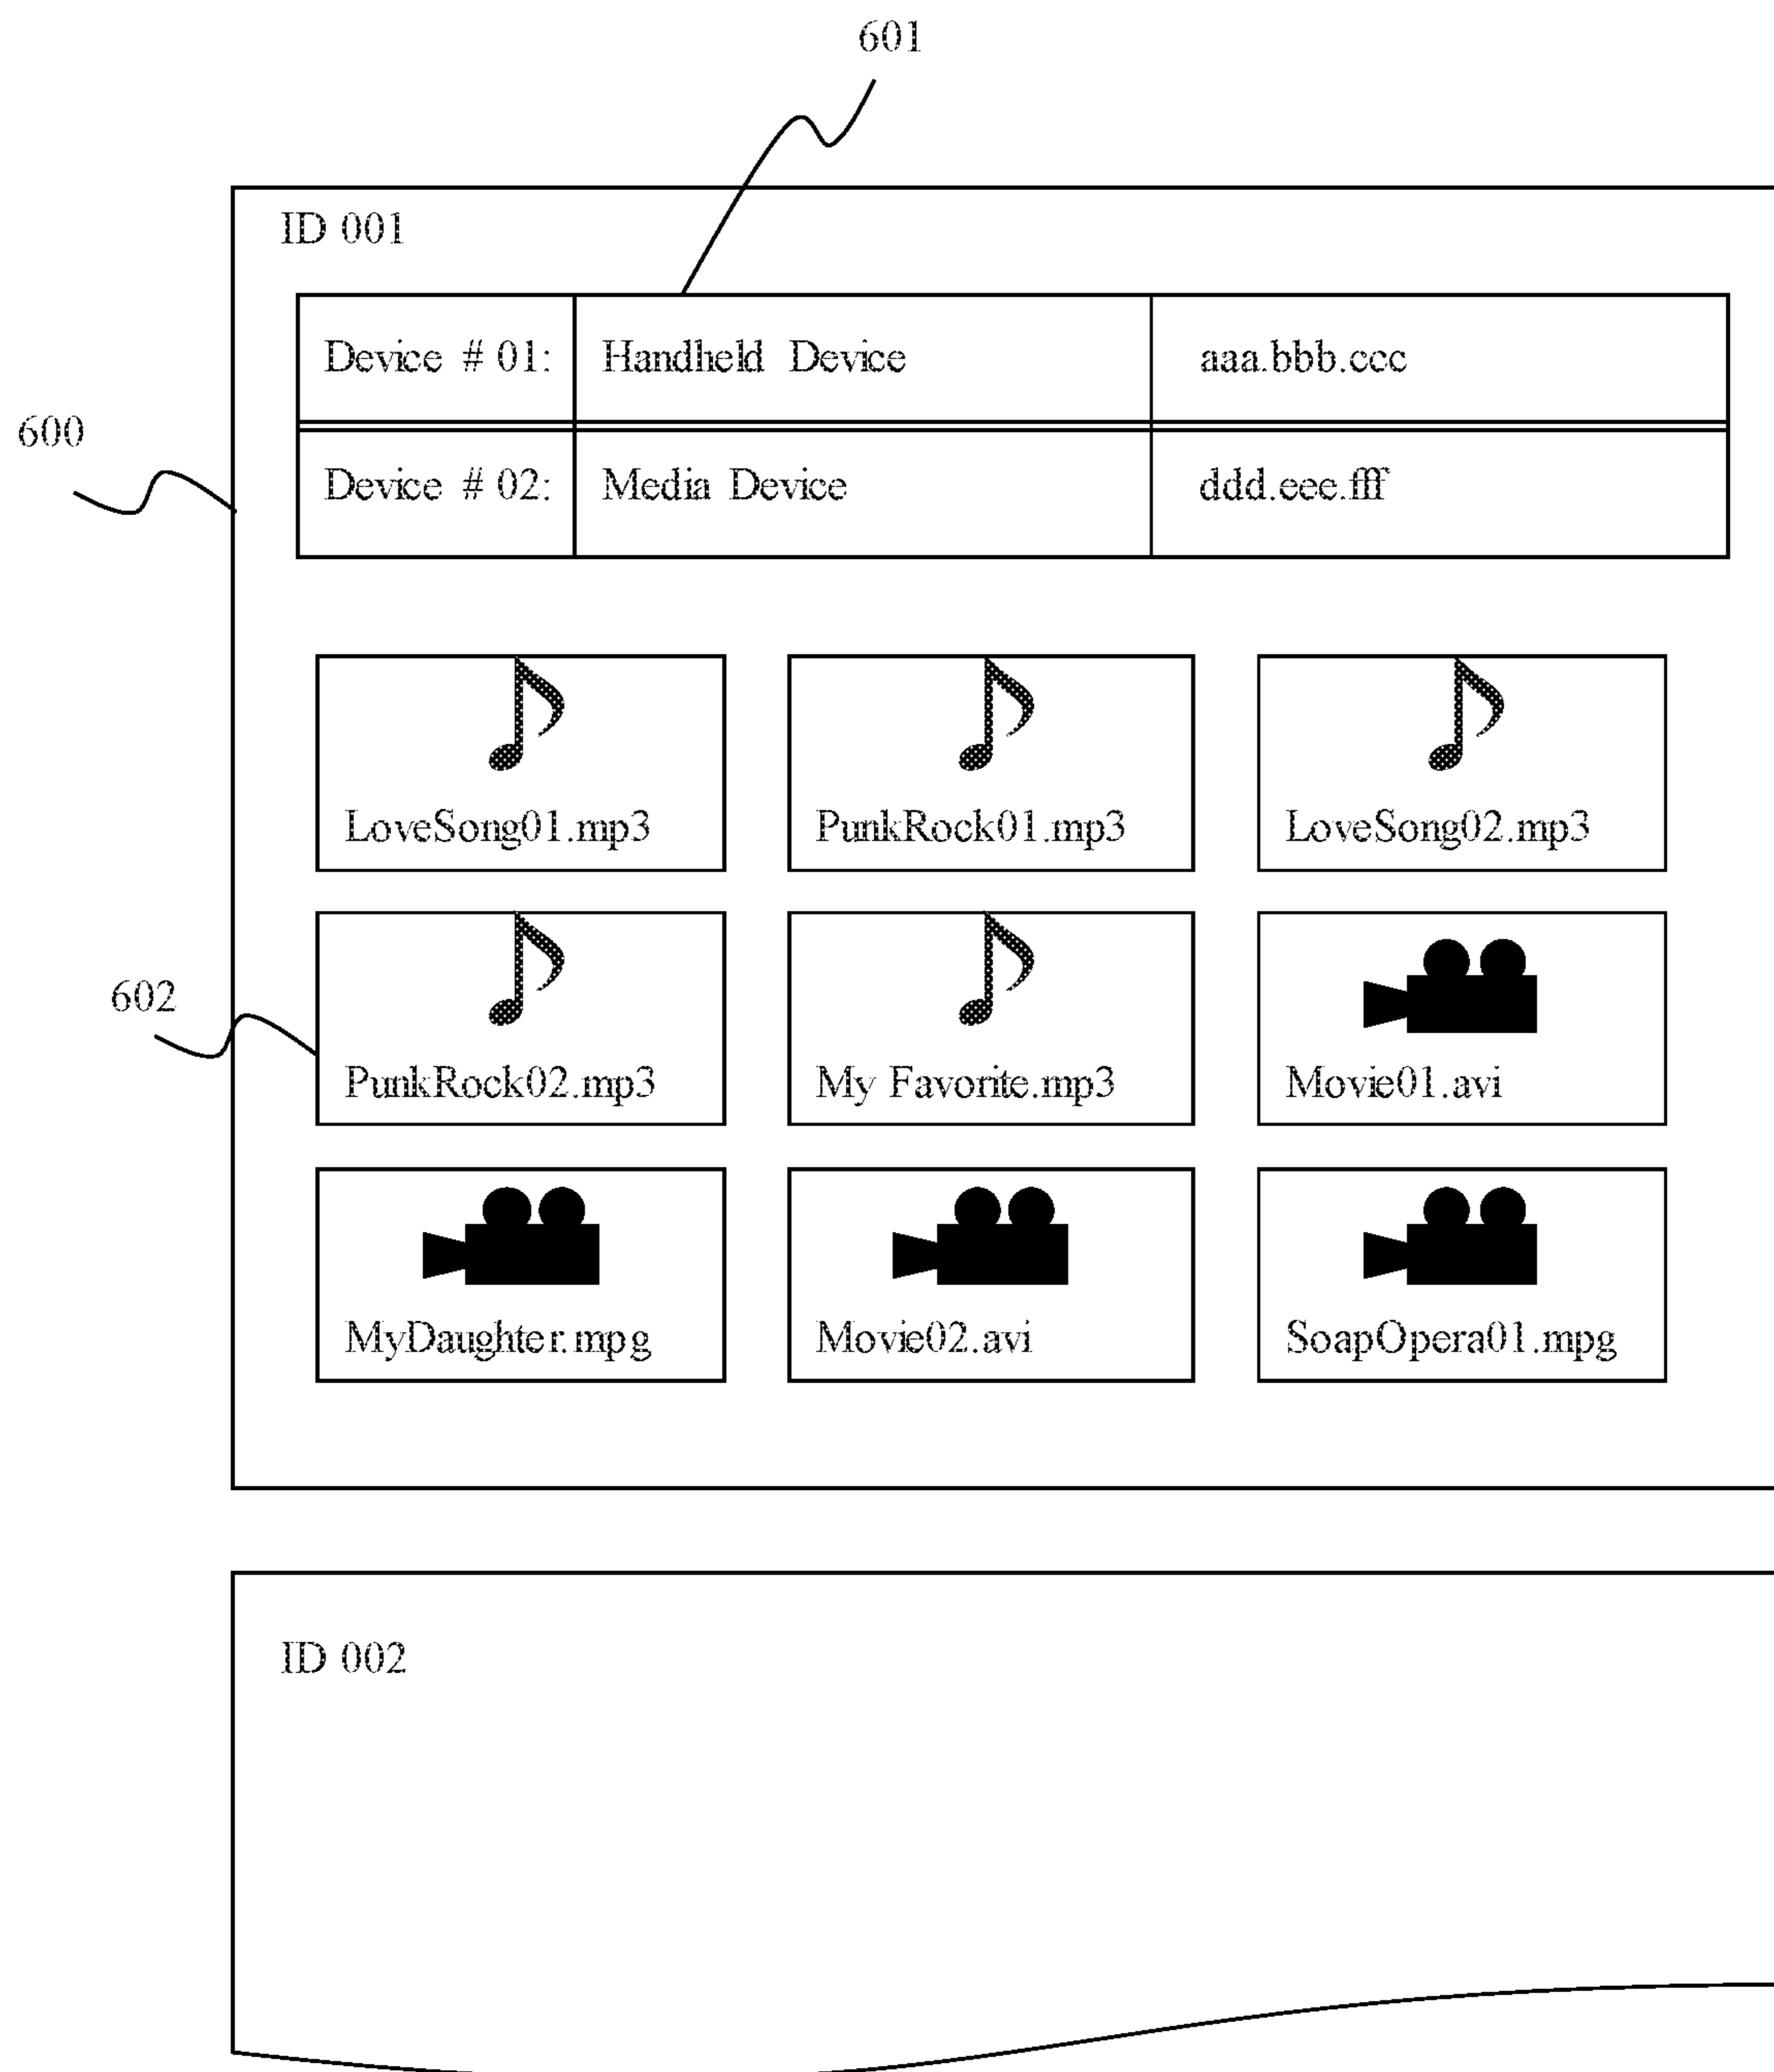 601
ID 001
Device # 01: Handheld Device aaa.bbb.ccc
600
Device # 02: Media Device ddd.eee.fff
LoveSong01.mp3 PunkRock01.mp3 LoveSong02.mp3
602
PunkRock02.mp3 My Favorite.mp3 Movie01.avi
MyDaughter.mpg Movie02.avi SoapOpera01.mpg
ID 002